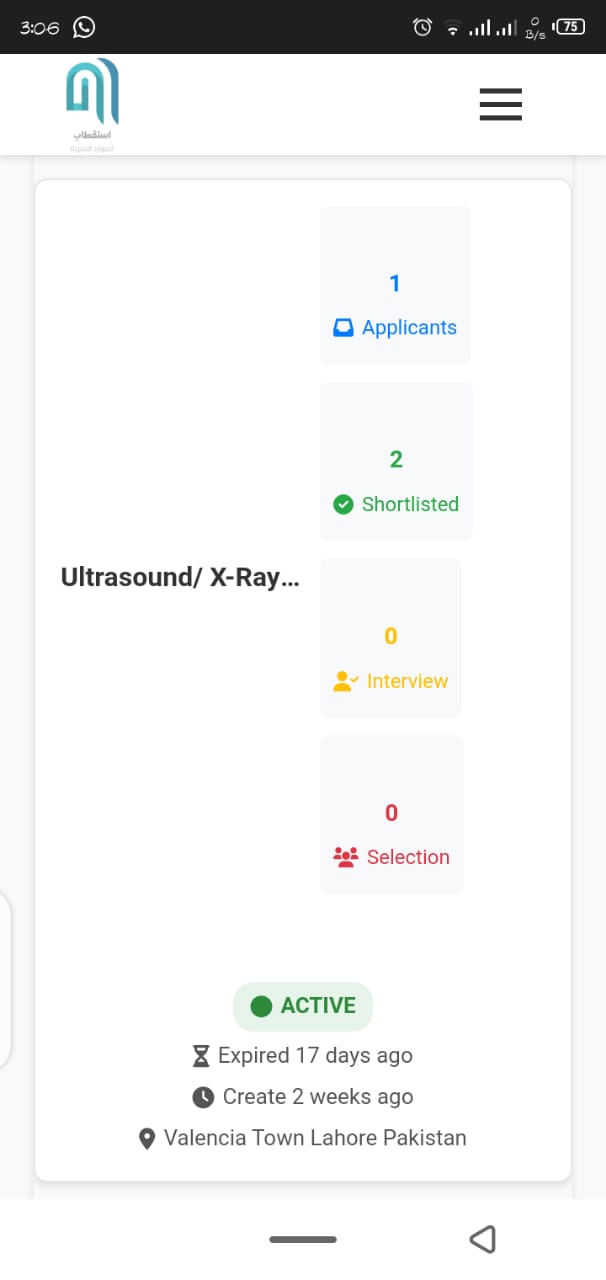 3:06
0
B/s
75
استقطاب
للموارد البشرية
1
Applicants
2
Shortlisted
Ultrasound/ X-Ray...
0
Interview
0
Selection
ACTIVE
Expired 17 days ago
Create 2 weeks ago
Valencia Town Lahore Pakistan